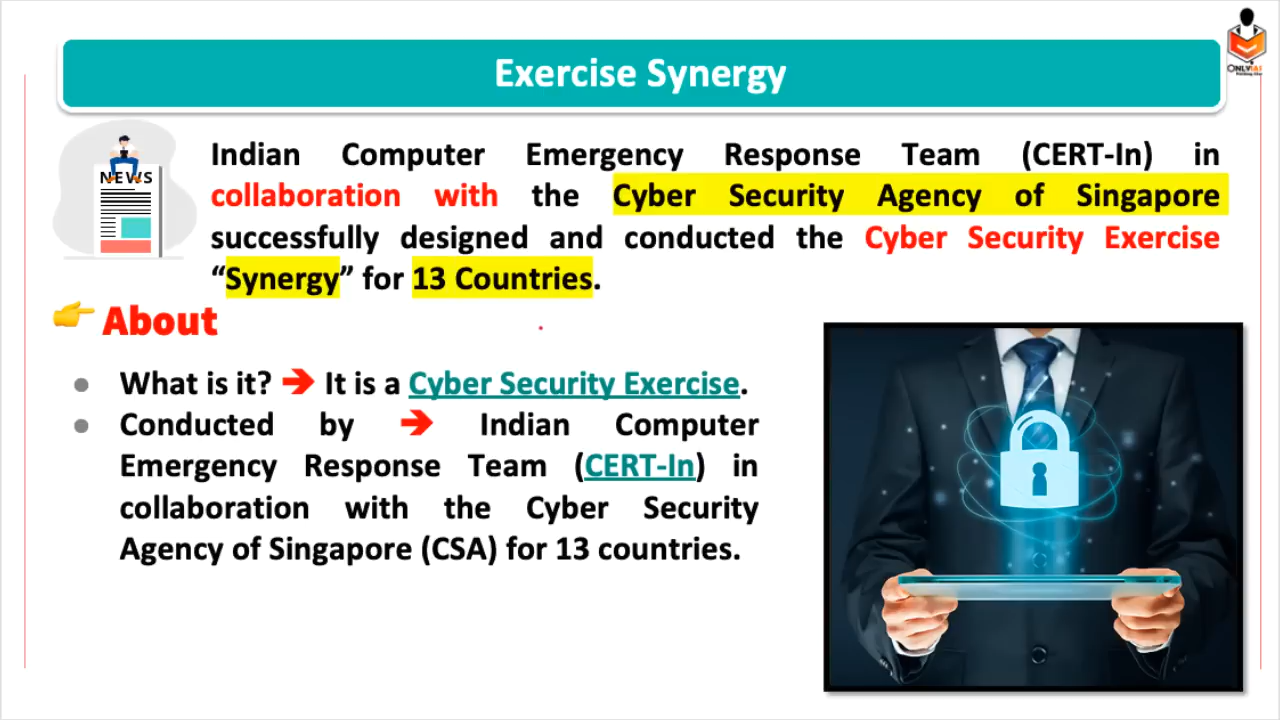 Exercise Synergy
ONLYIAS
NEWS
Indian Computer Emergency Response Team (CERT-In) in
collaboration with the Cyber Security Agency of Singapore
successfully designed and conducted the Cyber Security Exercise
“Synergy” for 13 Countries.
👉 About
● What is it? ➔ It is a Cyber Security Exercise.
● Conducted by ➔ Indian Computer
Emergency Response Team (CERT-In) in
collaboration with the Cyber Security
Agency of Singapore (CSA) for 13 countries.